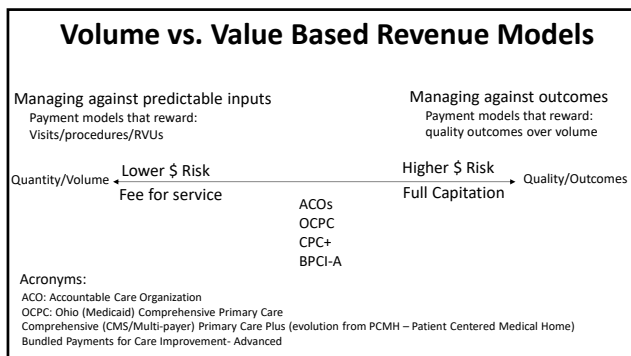 Volume vs. Value Based Revenue Models
Managing against predictable inputs
Payment models that reward:
Visits/procedures/RVUs
Managing against outcomes
Payment models that reward:
quality outcomes over volume
Quantity/Volume
Lower $ Risk
Fee for service
Higher $ Risk
Full Capitation
Quality/Outcomes
ACOs
OCPC
CPC+
BPCI-A
Acronyms:
ACO: Accountable Care Organization
OCPC: Ohio (Medicaid) Comprehensive Primary Care
Comprehensive (CMS/Multi-payer) Primary Care Plus (evolution from PCMH – Patient Centered Medical Home)
Bundled Payments for Care Improvement- Advanced